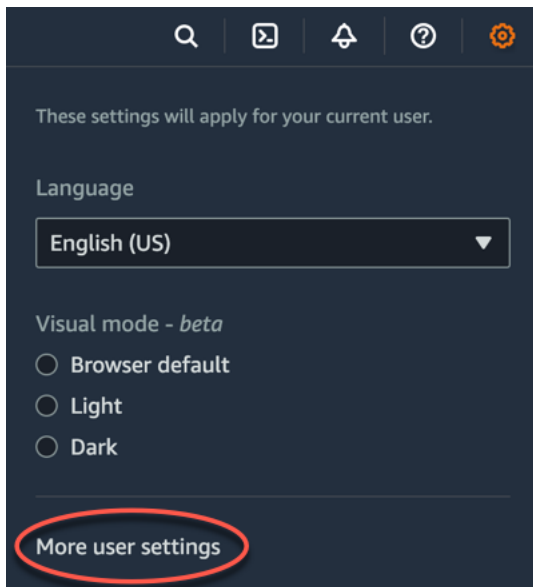 These settings will apply for your current user.
Language
English (US)
Visual mode - beta
Browser default
Light
Dark
More user settings